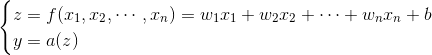 z = f(x₁, x₂, ⋯ , xₙ) = w₁x₁ + w₂x₂ + ⋯ + wₙxₙ + b
y = a(z)